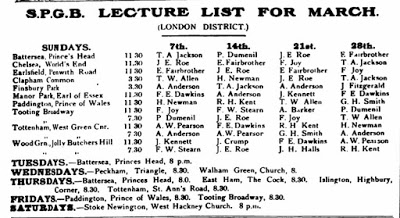 S.P.G.B. LECTURE LIST FOR MARCH.
(LONDON DISTRICT.)
SUNDAYS. 7th. 14th. 21st. 28th.
Battersea, Prince's Head 11.30 T. A. Jackson P. Dumenil J. E. Roe E. Fairbrother
Chelsea, World's End 11.30 J. E. Roe E. Fairbrother F. Joy T. A. Jackson
Earlsfield, Penwith Road 11.30 E Fairbrother J. E Roe E Fairbrother F Joy
Clapham Common 3.30 T. W. Allen H. Newman J. E. Roe T. A. Jackson
Finsbury Park 3.30 A. Anderson T. A. Jackson A. Anderson J. Fitzgerald
Manor Park, Earl of Essex 11.30 F. E Dawkins A. Anderson J. Kennett F. E Dawkins
Paddington, Prince of Wales 11.30 H. Newman R. H. Kent T. W. Allen G. H. Smith
Tooting Broadway 11.30 F. Joy F. W. Stearn A. Barker P. Dumenil
" 7.30 P Dumenil J. E. Roe F. Joy T. W Allen
Tottenham, West Green Cnr. 11.30 A. W. Pearson F. E. Dawkins H. Newman R. H. Kent
" 7.30 A. Anderson A. W. Pearson G. H. Smith A. Anderson
Wood Grn, Jolly Butchers Hill 11.30 J. Kennett J. Crump F. E Dawkins A. W. Pearson
" 7.30 F. W. Stearn J. E. Roe J. H. Halls R. H. Kent
TUESDAYS.—Battersea, Princes Head, 8 p.m.
WEDNESDAYS.—Peckham, Triangle, 8.30. Walham Green, Church, 8.
THURSDAYS.—Battersea, Princes Head, 8.0. East Ham, The Cock, 8.30. Islington, Highbury,
Corner, 8.30. Tottenham, St. Ann's Road, 8.30.
FRIDAYS.—Paddington, Prince of Wales, 8.30. Tooting Broadway, 8.30.
SATURDAYS.—Stoke Newington, West Hackney Church. 8 p.m.